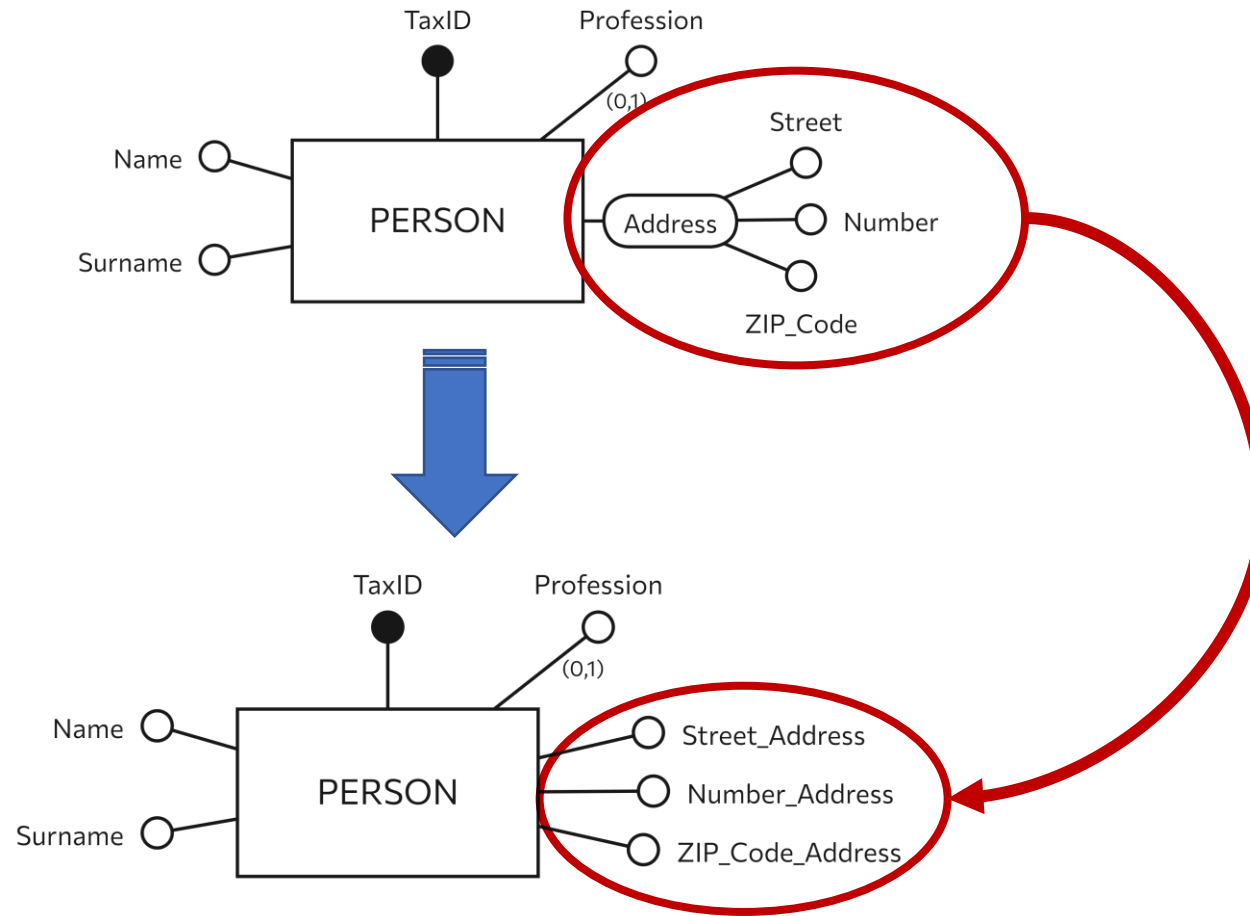 TaxID
Profession
(0,1)
Name
Surname
PERSON
Address
Street
Number
ZIP_Code
TaxID
Profession
(0,1)
Name
Surname
PERSON
Street_Address
Number_Address
ZIP_Code_Address